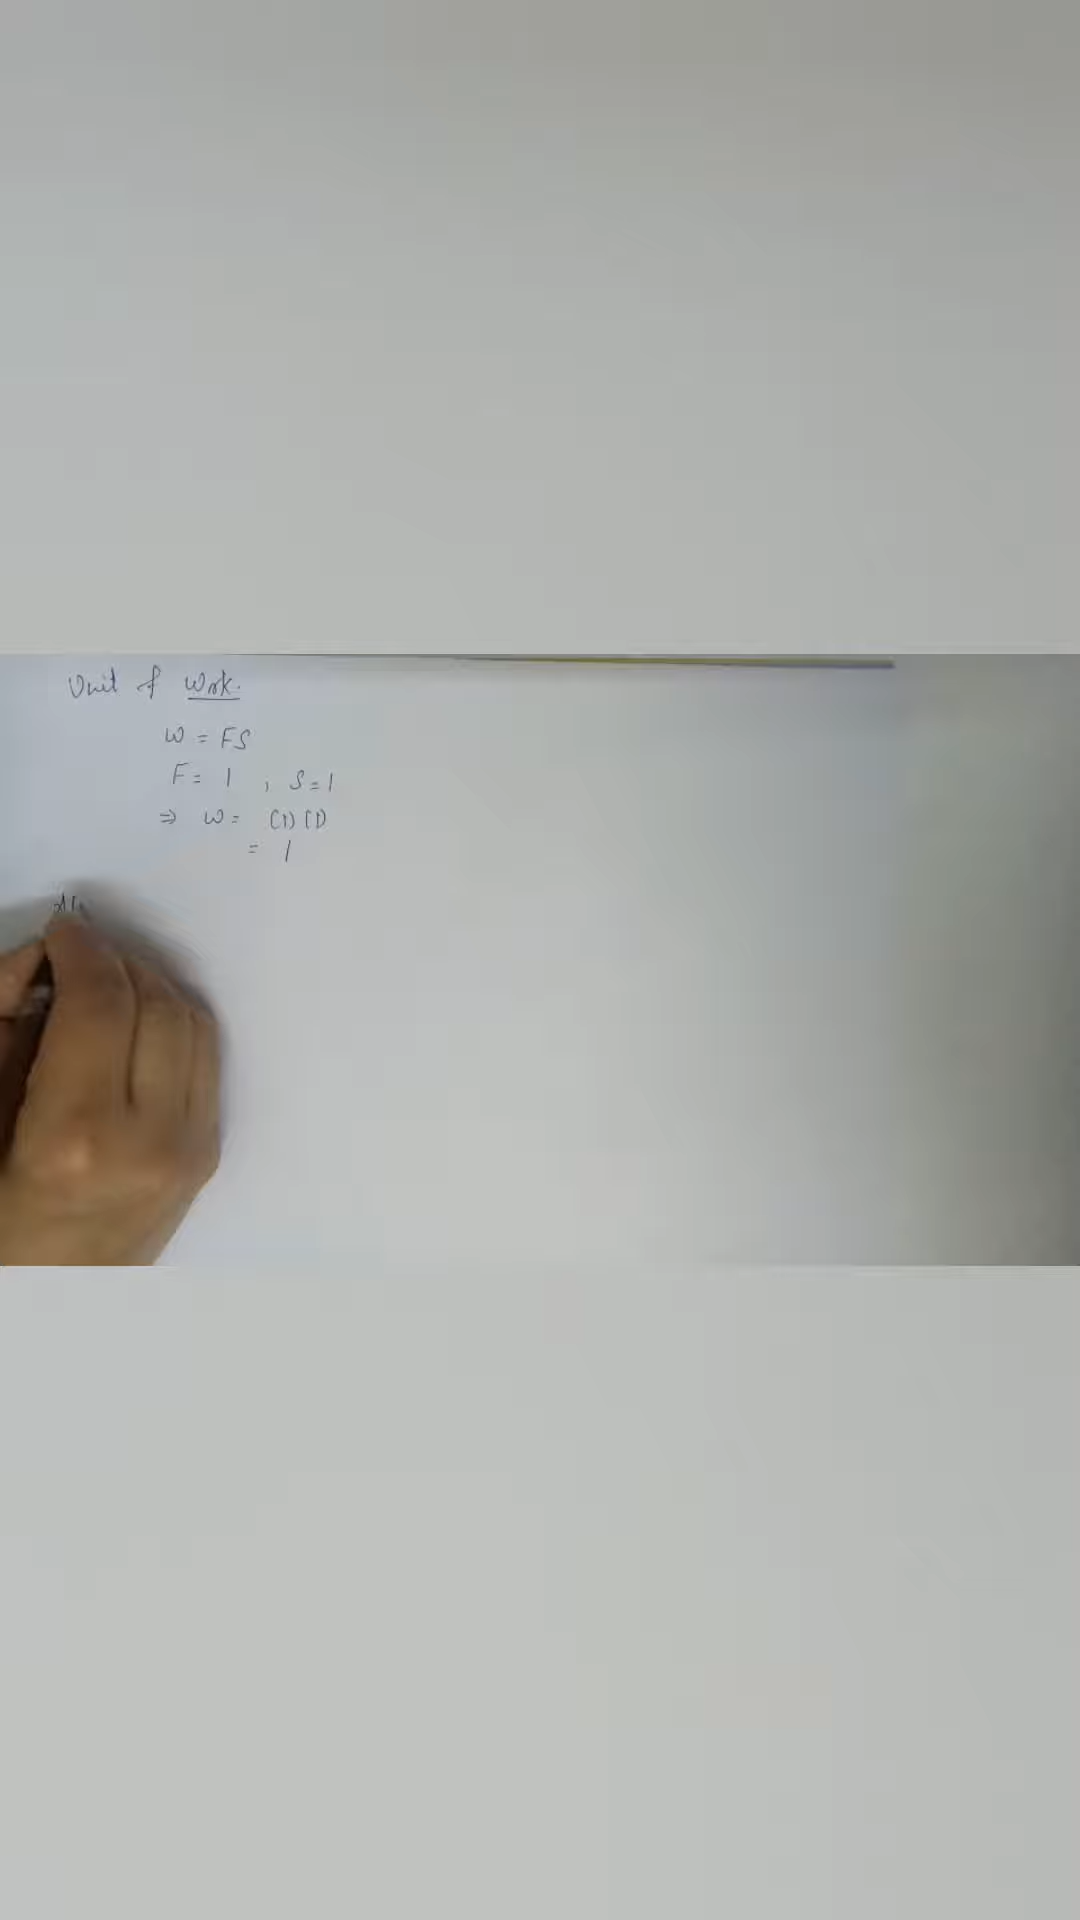 Unit of Work.
W = FS
F = 1 , S = 1
⇒ W = (1) (1)
= 1